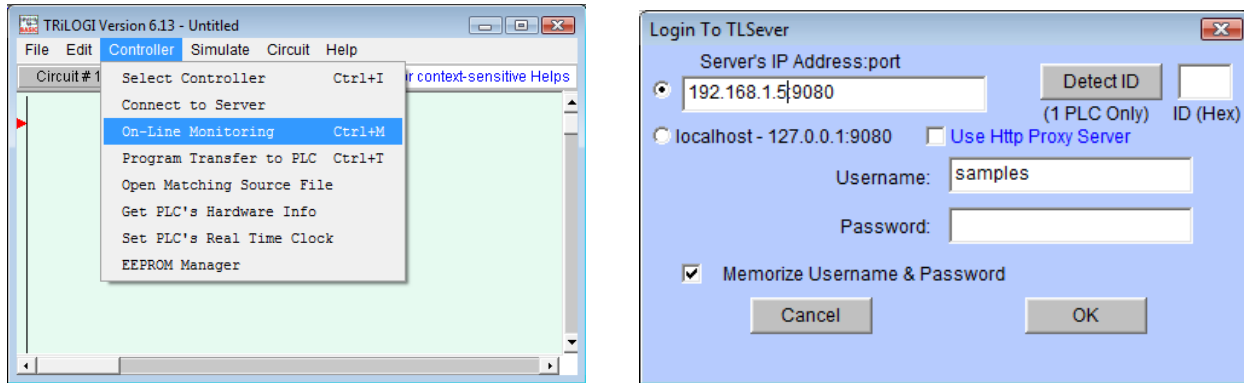 TRiLOGI Version 6.13 - Untitled
File Edit Controller Simulate Circuit Help
Circuit # 1 r context-sensitive Helps
Select Controller Ctrl+I
Connect to Server
On-Line Monitoring Ctrl+M
Program Transfer to PLC Ctrl+T
Open Matching Source File
Get PLC's Hardware Info
Set PLC's Real Time Clock
EEPROM Manager
Login To TLSever
Server's IP Address:port
192.168.1.5:9080
Detect ID
(1 PLC Only) ID (Hex)
localhost - 127.0.0.1:9080 Use Http Proxy Server
Username: samples
Password:
Memorize Username & Password
Cancel OK